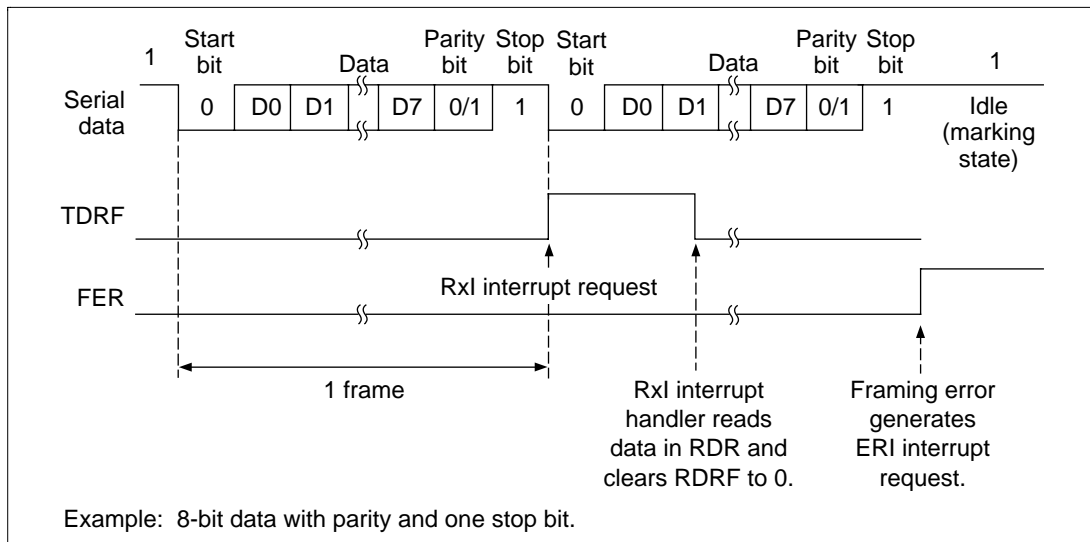 Start Parity Stop Start Parity Stop
1 bit Data bit bit bit Data bit bit 1
Serial data 0 D0 D1 D7 0/1 1 0 D0 D1 D7 0/1 1 Idle (marking state)
TDRF
RxI interrupt request
FER
1 frame
RxI interrupt
handler reads
data in RDR and
clears RDRF to 0.
Framing error
generates
ERI interrupt
request.
Example: 8-bit data with parity and one stop bit.